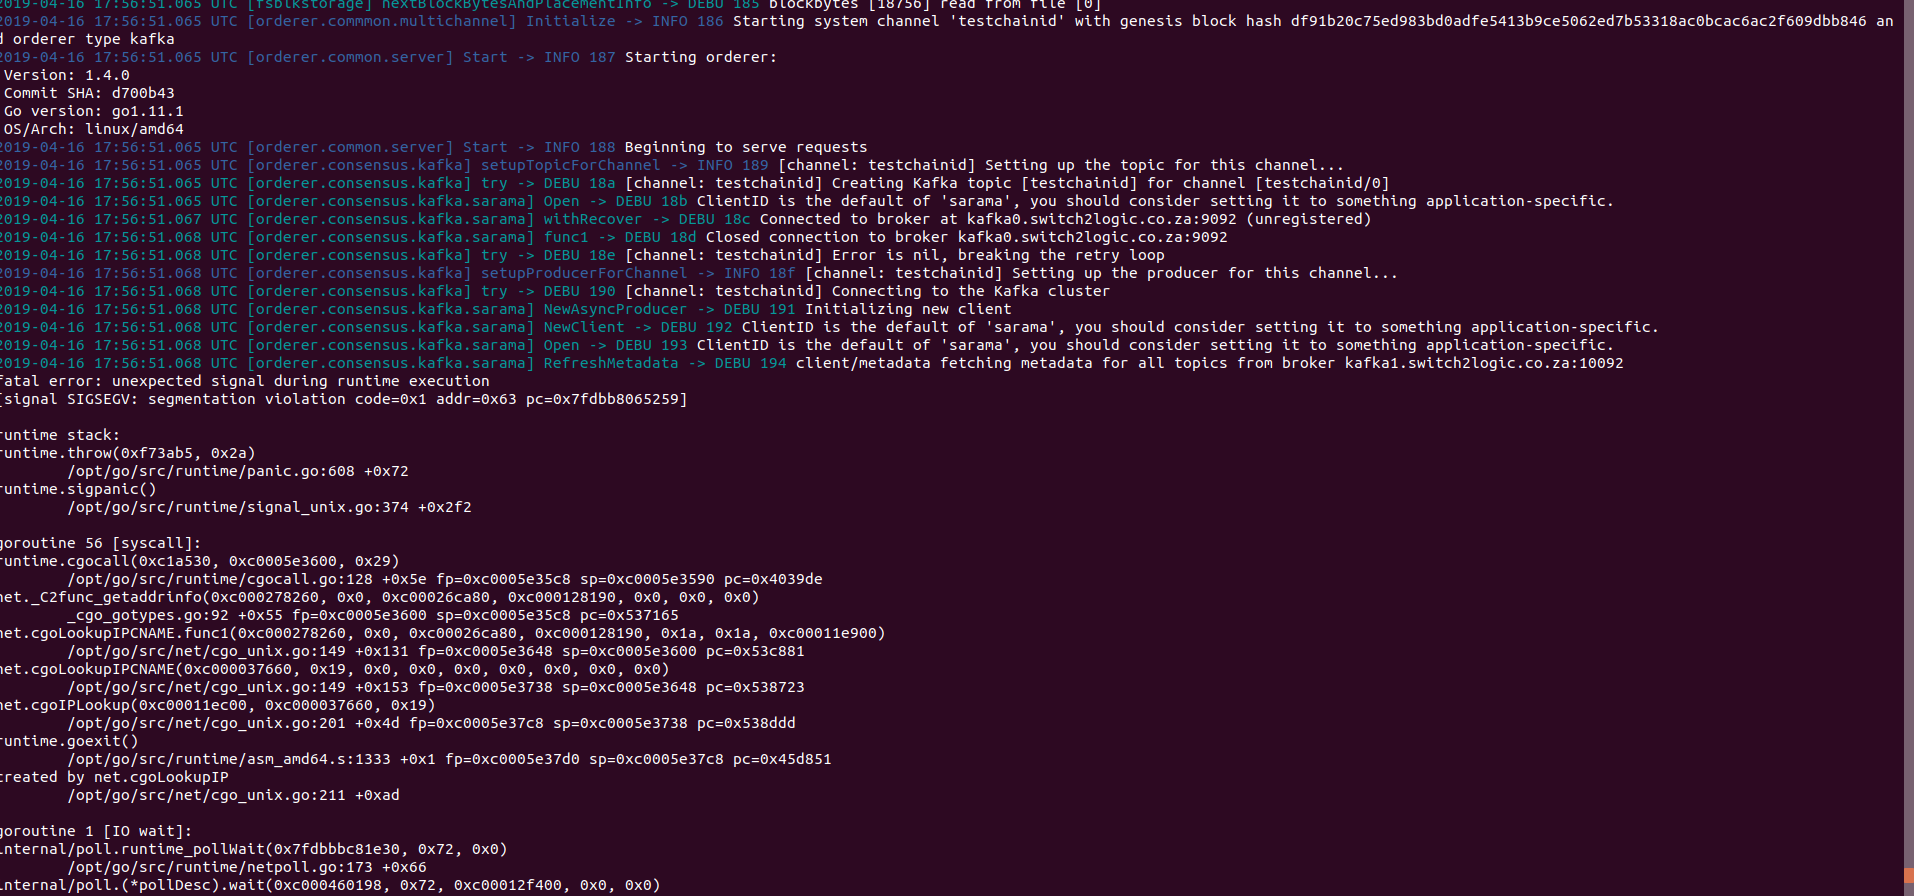 2019-04-16 17:56:51.065 UTC [fsblkstorage] nextBlockBytesAndPlacementInfo -> DEBU 185 blockbytes [18756] read from file [0]
2019-04-16 17:56:51.065 UTC [orderer.commmon.multichannel] Initialize -> INFO 186 Starting system channel 'testchainid' with genesis block hash df91b20c75ed983bd0adfe5413b9ce5062ed7b53318ac0bcac6ac2f609dbb846 an
d orderer type kafka
2019-04-16 17:56:51.065 UTC [orderer.common.server] Start -> INFO 187 Starting orderer:
Version: 1.4.0
Commit SHA: d700b43
Go version: go1.11.1
OS/Arch: linux/amd64
2019-04-16 17:56:51.065 UTC [orderer.common.server] Start -> INFO 188 Beginning to serve requests
2019-04-16 17:56:51.065 UTC [orderer.consensus.kafka] setupTopicForChannel -> INFO 189 [channel: testchainid] Setting up the topic for this channel...
2019-04-16 17:56:51.065 UTC [orderer.consensus.kafka] try -> DEBU 18a [channel: testchainid] Creating Kafka topic [testchainid] for channel [testchainid/0]
2019-04-16 17:56:51.065 UTC [orderer.consensus.kafka.sarama] Open -> DEBU 18b ClientID is the default of 'sarama', you should consider setting it to something application-specific.
2019-04-16 17:56:51.067 UTC [orderer.consensus.kafka.sarama] withRecover -> DEBU 18c Connected to broker at kafka0.switch2logic.co.za:9092 (unregistered)
2019-04-16 17:56:51.068 UTC [orderer.consensus.kafka.sarama] func1 -> DEBU 18d Closed connection to broker kafka0.switch2logic.co.za:9092
2019-04-16 17:56:51.068 UTC [orderer.consensus.kafka] try -> DEBU 18e [channel: testchainid] Error is nil, breaking the retry loop
2019-04-16 17:56:51.068 UTC [orderer.consensus.kafka] setupProducerForChannel -> INFO 18f [channel: testchainid] Setting up the producer for this channel...
2019-04-16 17:56:51.068 UTC [orderer.consensus.kafka] try -> DEBU 190 [channel: testchainid] Connecting to the Kafka cluster
2019-04-16 17:56:51.068 UTC [orderer.consensus.kafka.sarama] NewAsyncProducer -> DEBU 191 Initializing new client
2019-04-16 17:56:51.068 UTC [orderer.consensus.kafka.sarama] NewClient -> DEBU 192 ClientID is the default of 'sarama', you should consider setting it to something application-specific.
2019-04-16 17:56:51.068 UTC [orderer.consensus.kafka.sarama] Open -> DEBU 193 ClientID is the default of 'sarama', you should consider setting it to something application-specific.
2019-04-16 17:56:51.068 UTC [orderer.consensus.kafka.sarama] RefreshMetadata -> DEBU 194 client/metadata fetching metadata for all topics from broker kafka1.switch2logic.co.za:10092
fatal error: unexpected signal during runtime execution
[signal SIGSEGV: segmentation violation code=0x1 addr=0x63 pc=0x7fdbb8065259]
runtime stack:
runtime.throw(0xf73ab5, 0x2a)
/opt/go/src/runtime/panic.go:608 +0x72
runtime.sigpanic()
/opt/go/src/runtime/signal_unix.go:374 +0x2f2
goroutine 56 [syscall]:
runtime.cgocall(0xc1a530, 0xc0005e3600, 0x29)
/opt/go/src/runtime/cgocall.go:128 +0x5e fp=0xc0005e35c8 sp=0xc0005e3590 pc=0x4039de
net._C2func_getaddrinfo(0xc000278260, 0x0, 0xc00026ca80, 0xc000128190, 0x0, 0x0, 0x0)
_cgo_gotypes.go:92 +0x55 fp=0xc0005e3600 sp=0xc0005e35c8 pc=0x537165
net.cgoLookupIPCNAME.func1(0xc000278260, 0x0, 0xc00026ca80, 0xc000128190, 0x1a, 0x1a, 0xc00011e900)
/opt/go/src/net/cgo_unix.go:149 +0x131 fp=0xc0005e3648 sp=0xc0005e3600 pc=0x53c881
net.cgoLookupIPCNAME(0xc000037660, 0x19, 0x0, 0x0, 0x0, 0x0, 0x0, 0x0)
/opt/go/src/net/cgo_unix.go:149 +0x153 fp=0xc0005e3738 sp=0xc0005e3648 pc=0x538723
net.cgoIPLookup(0xc00011ec00, 0xc000037660, 0x19)
/opt/go/src/net/cgo_unix.go:201 +0x4d fp=0xc0005e37c8 sp=0xc0005e3738 pc=0x538ddd
runtime.goexit()
/opt/go/src/runtime/asm_amd64.s:1333 +0x1 fp=0xc0005e37d0 sp=0xc0005e37c8 pc=0x45d851
created by net.cgoLookupIP
/opt/go/src/net/cgo_unix.go:211 +0xad
goroutine 1 [IO wait]:
internal/poll.runtime_pollWait(0x7fdbbbc81e30, 0x72, 0x0)
/opt/go/src/runtime/netpoll.go:173 +0x66
internal/poll.(*pollDesc).wait(0xc000460198, 0x72, 0xc00012f400, 0x0, 0x0)